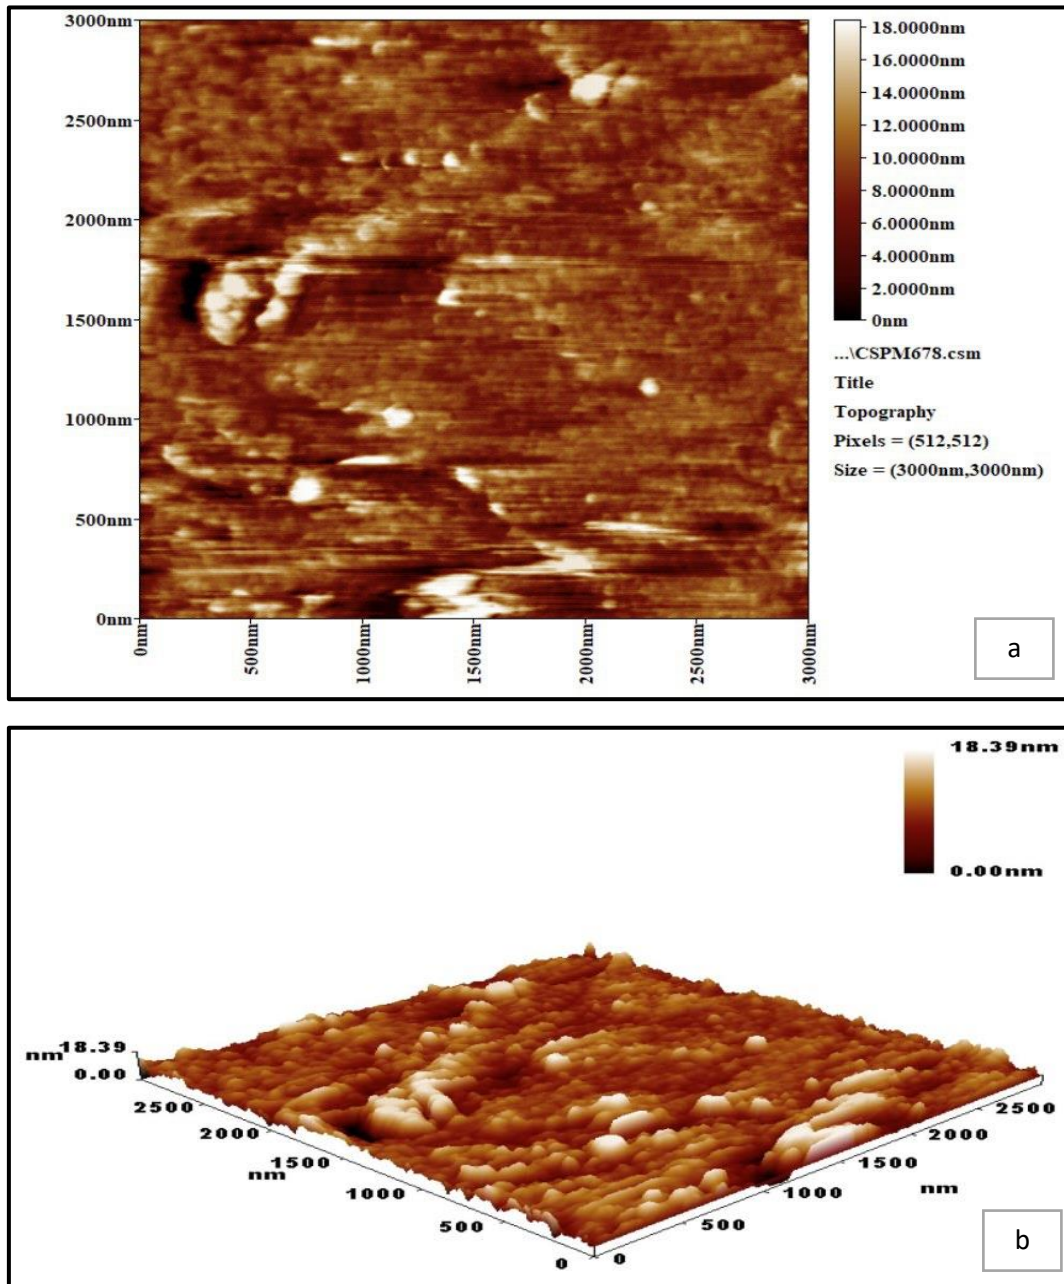 3000nm
2500nm
2000nm
1500nm
1000nm
500nm
0nm
0nm
500nm
1000nm
1500nm
2000nm
2500nm
3000nm
18.0000nm
16.0000nm
14.0000nm
12.0000nm
10.0000nm
8.0000nm
6.0000nm
4.0000nm
2.0000nm
0nm
...\CSPM678.csm
Title
Topography
Pixels = (512,512)
Size = (3000nm,3000nm)
a
18.39nm
0.00nm
nm 18.39
0.00
2500
2000
1500
nm
1000
500
0
0
500
1000
nm
1500
2000
2500
b